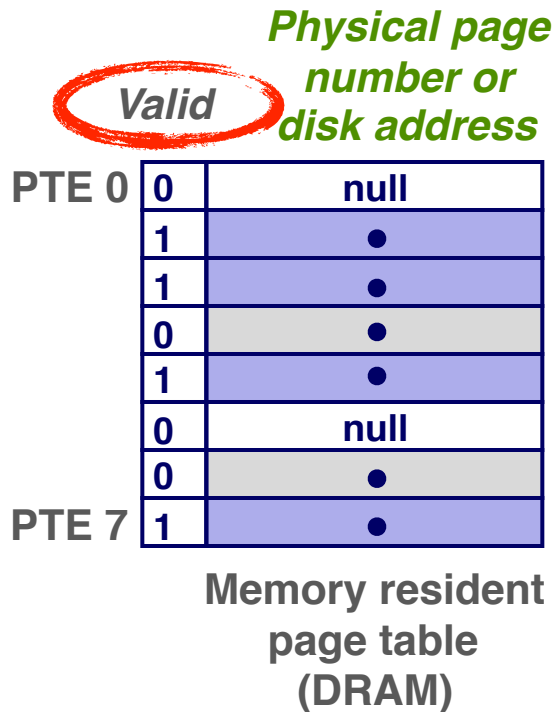 Physical page
number or
disk address
Valid
PTE 0 0 null
1
1
0
1
0 null
0
PTE 7 1
Memory resident
page table
(DRAM)